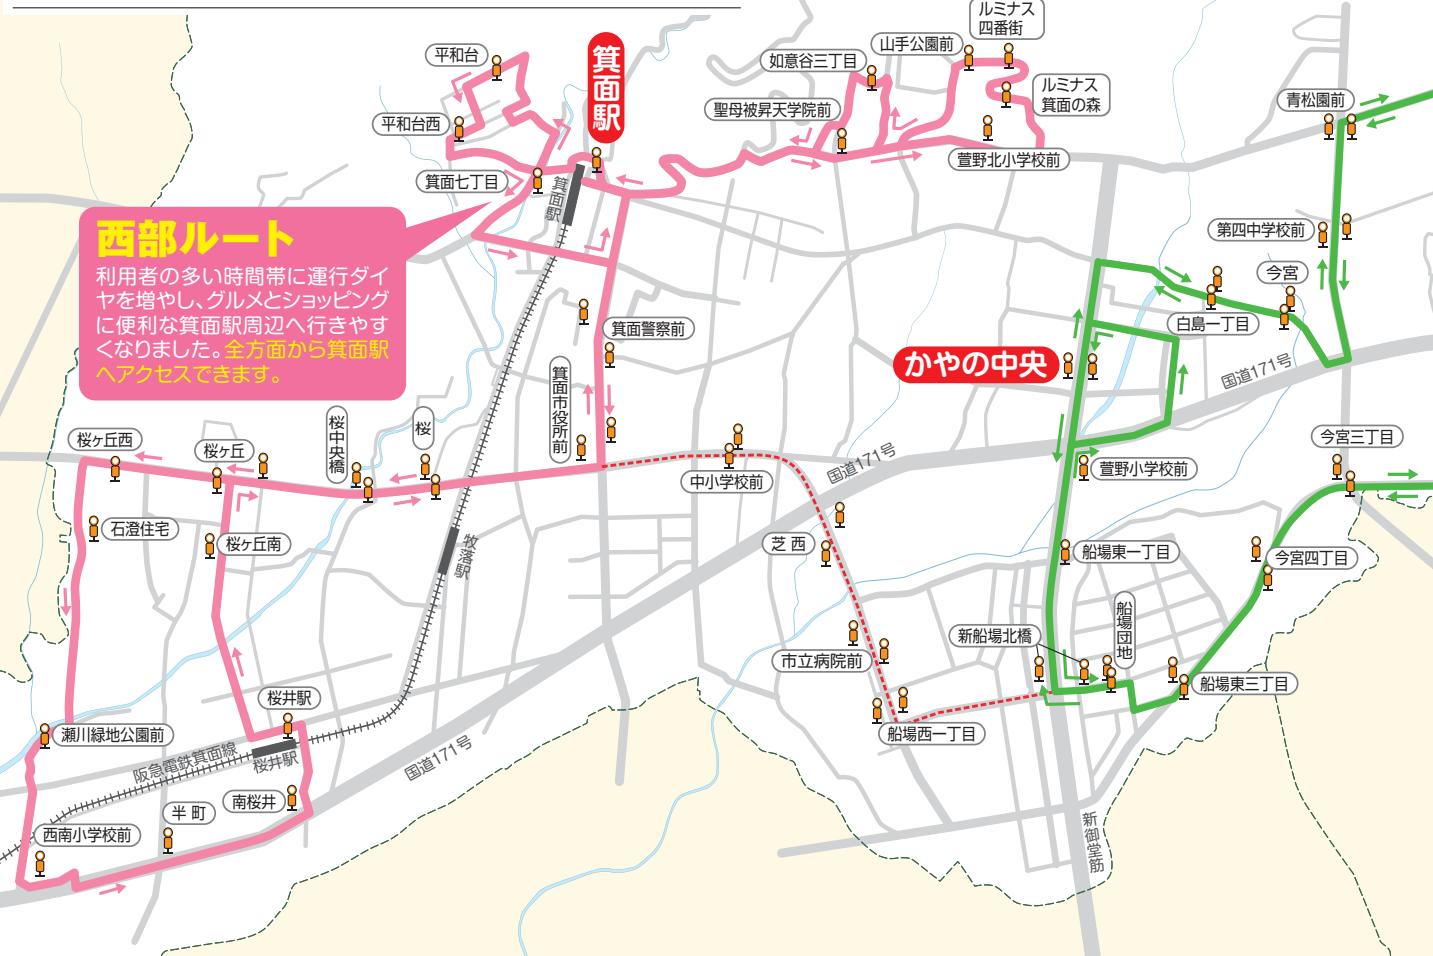 ルミナス
四番街
山手公園前
如意谷三丁目
平和台
箕面駅
ルミナス
箕面の森
聖母被昇天学院前
青松園前
平和台西
萱野北小学校前
箕面七丁目
箕面駅
第四中学校前
西部ルート
利用者の多い時間帯に運行ダイ
ヤを増やし、グルメとショッピング
に便利な箕面駅周辺へ行きやす
くなりました。全方面から箕面駅
へアクセスできます。
今宮
白島一丁目
箕面警察前
かやの中央
国道171号
箕面市役所前
桜ヶ丘西
桜ヶ丘
桜中央橋
桜
今宮三丁目
国道171号
中小学校前
萱野小学校前
石澄住宅
桜ヶ丘南
牧落駅
芝西
船場東一丁目
今宮四丁目
船場団地
新船場北橋
市立病院前
船場東三丁目
桜井駅
瀬川緑地公園前
船場西一丁目
阪急電鉄箕面線
桜井駅
国道171号
南桜井
半町
西南小学校前
新御堂筋